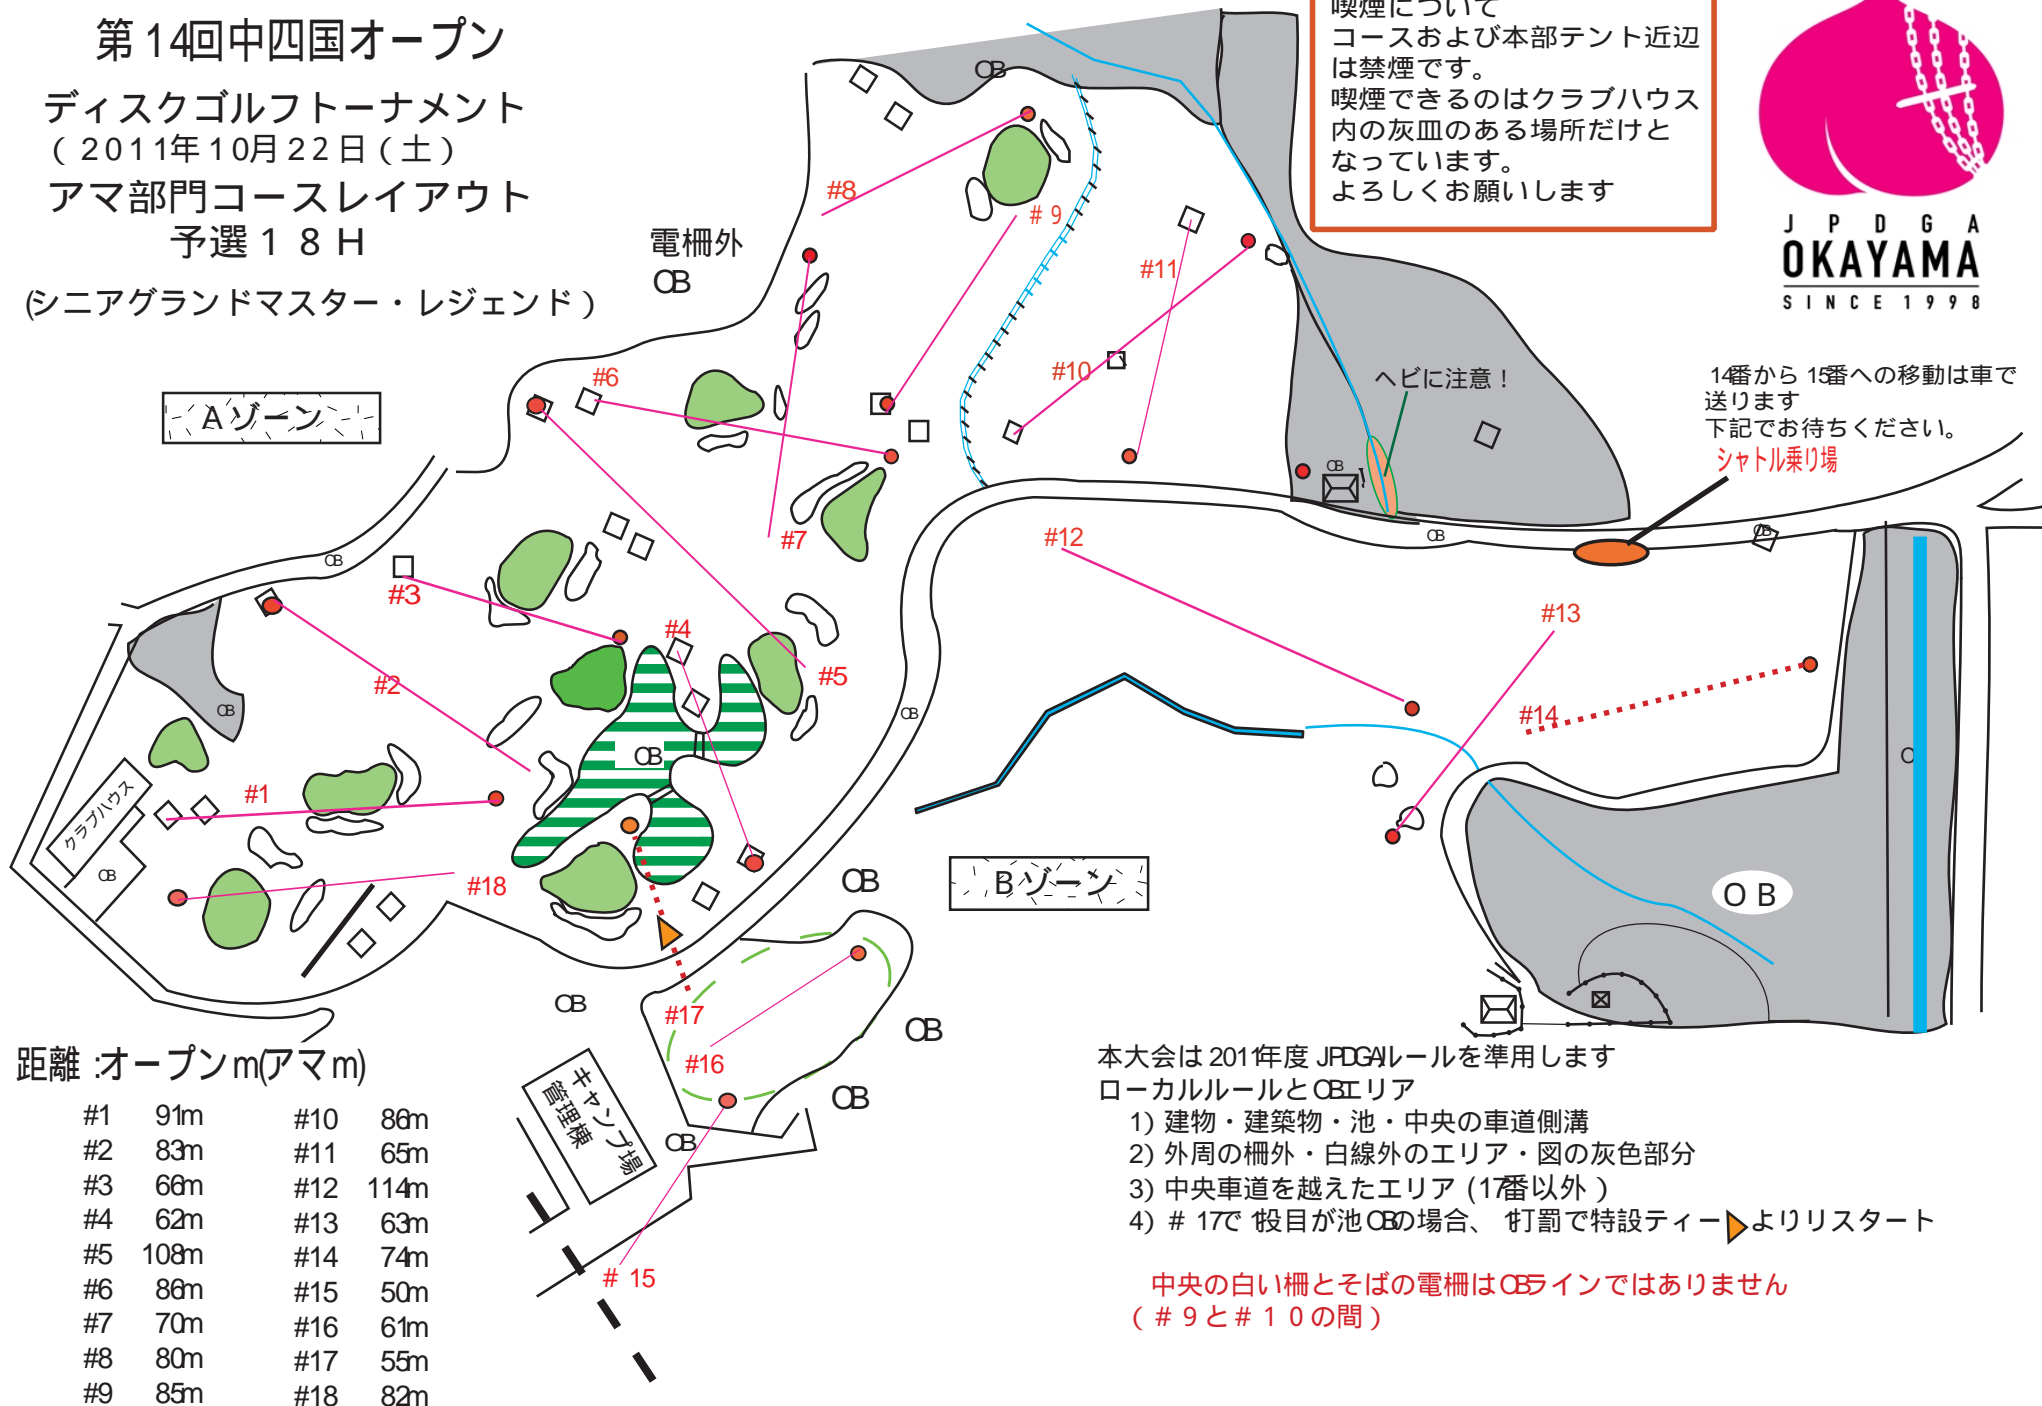 第14回中四国オープン
ディスクゴルフトーナメント
(2011年10月22日(土)
アマ部門コースレイアウト
予選18H
(シニアグランドマスター・レジェンド)
喫煙について
コースおよび本部テント近辺
は禁煙です。
喫煙できるのはクラブハウス
内の灰皿のある場所だけと
なっています。
よろしくお願いします
JPDGA
OKAYAMA
SINCE 1998
OB
#8
#9
電柵外
OB
#11
#10
#6
Aゾーン
ヘビに注意!
14番から15番への移動は車で
送ります
下記でお待ちください。
シャトル乗り場
OB
OB
OB
#7
#12
OB
#3
#4
#5
#13
#14
#2
OB
OB
OB
O
クラブハウス
OB
#1
#18
Bゾーン
OB
OB
OB
#17
OB
#16
OB
OB
キャンプ場
管理棟
#15
距離:オープンm(アマm)
#1 91m
#2 83m
#3 66m
#4 62m
#5 108m
#6 86m
#7 70m
#8 80m
#9 85m
#10 86m
#11 65m
#12 114m
#13 63m
#14 74m
#15 50m
#16 61m
#17 55m
#18 82m
本大会は2011年度JPDGAルールを準用します
ローカルルールとOBエリア
1)建物・建築物・池・中央の車道側溝
2)外周の柵外・白線外のエリア・図の灰色部分
3)中央車道を越えたエリア(17番以外)
4)#17で1投目が池OBの場合、1打罰で特設ティーよりリスタート
中央の白い柵とそばの電柵はOBラインではありません
(#9と#10の間)